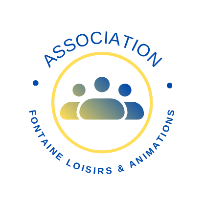 ASSOCIATION
FONTAINE LOISIRS & ANIMATIONS